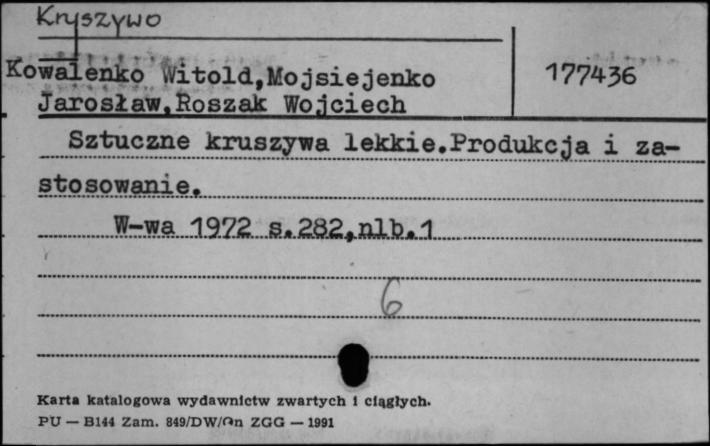 Kryszywo
Kowalenko Witold,Mojsiejenko
177436
Jarosław,Roszak Wojciech
Sztuczne kruszywa lekkie.Produkcja i za-
stosowanie.
W-wa 1972 s.282,nlb.1
6
Karta katalogowa wydawnictw zwartych i ciągłych.
PU — B144 Zam. 849/DW/On ZGG — 1991